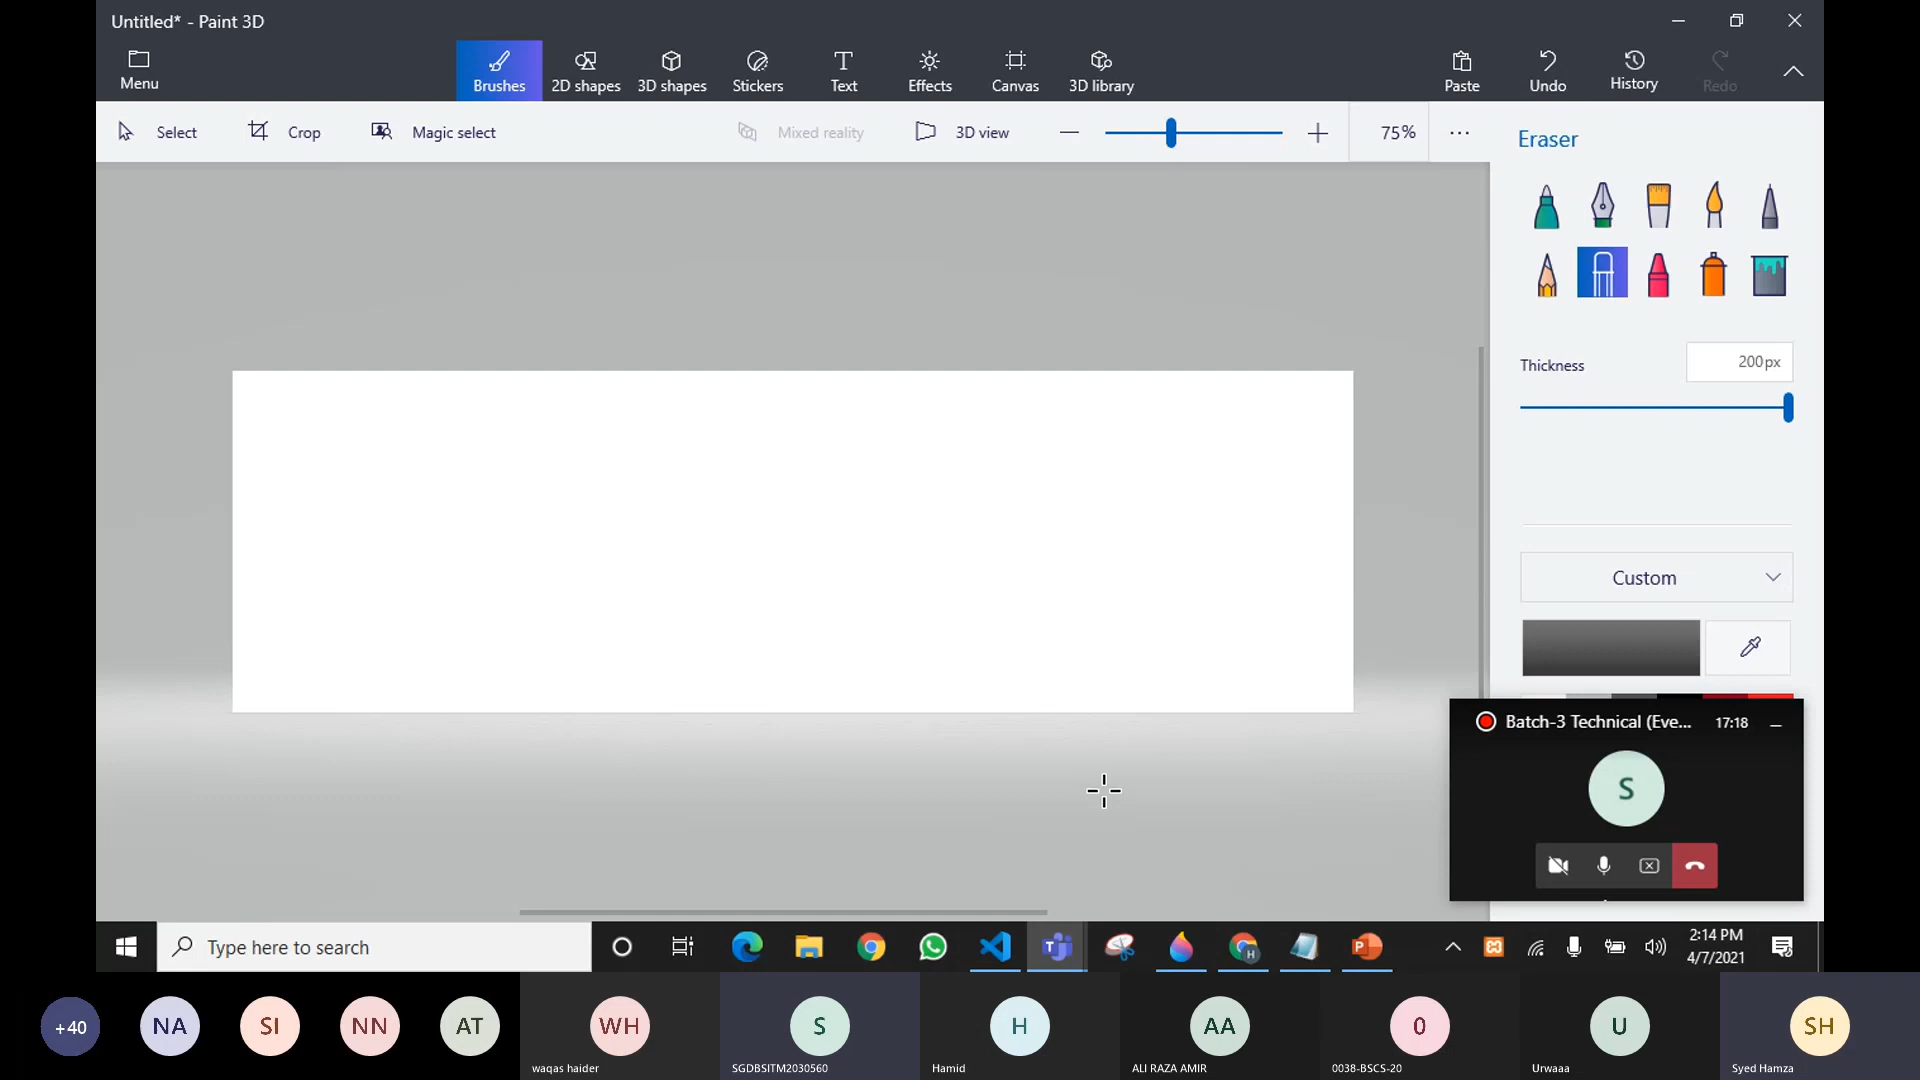 Untitled* - Paint 3D
Menu
Brushes
2D shapes
3D shapes
Stickers
Text
Effects
Canvas
3D library
Paste
Undo
History
Redo
Select
Crop
Magic select
Mixed reality
3D view
75%
Eraser
Thickness
200px
Custom
Batch-3 Technical (Eve...
17:18
S
Type here to search
H
2:14 PM
4/7/2021
+40
NA
SI
NN
AT
WH
S
H
AA
0
U
SH
waqas haider
SGDBSITM2030560
Hamid
ALI RAZA AMIR
0038-BSCS-20
Urwaaa
Syed Hamza